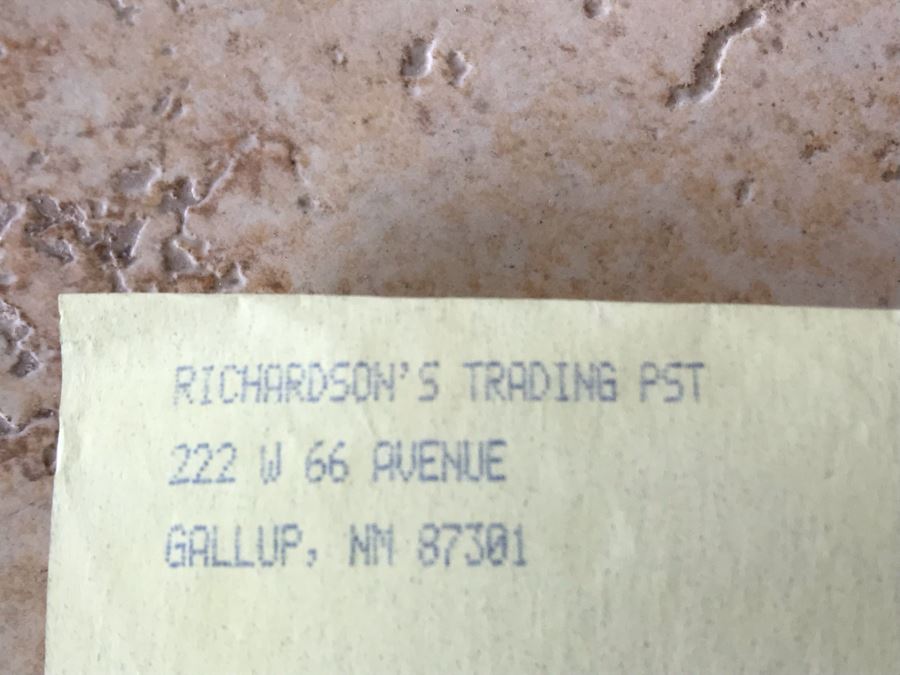 RICHARDSON'S TRADING PST
222 W 66 AVENUE
GALLUP, NM 87301